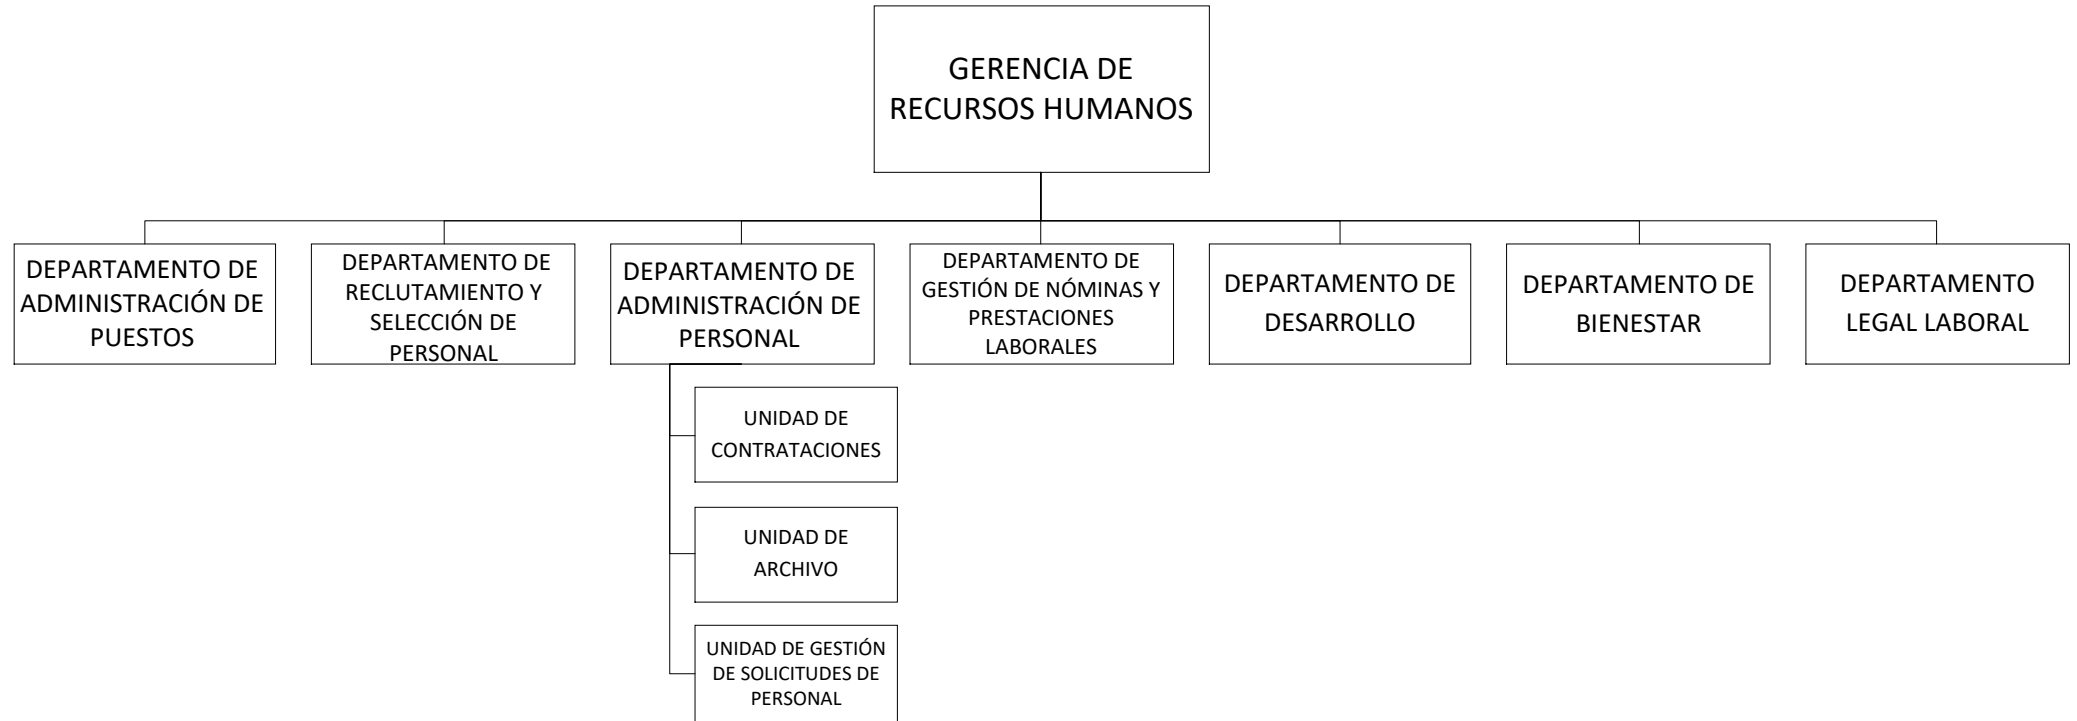 GERENCIA DE
RECURSOS HUMANOS
DEPARTAMENTO DE
ADMINISTRACIÓN DE
PUESTOS
DEPARTAMENTO DE
RECLUTAMIENTO Y
SELECCIÓN DE
PERSONAL
DEPARTAMENTO DE
ADMINISTRACIÓN DE
PERSONAL
DEPARTAMENTO DE
GESTIÓN DE NÓMINAS Y
PRESTACIONES
LABORALES
DEPARTAMENTO DE
DESARROLLO
DEPARTAMENTO DE
BIENESTAR
DEPARTAMENTO
LEGAL LABORAL
UNIDAD DE
CONTRATACIONES
UNIDAD DE
ARCHIVO
UNIDAD DE GESTIÓN
DE SOLICITUDES DE
PERSONAL